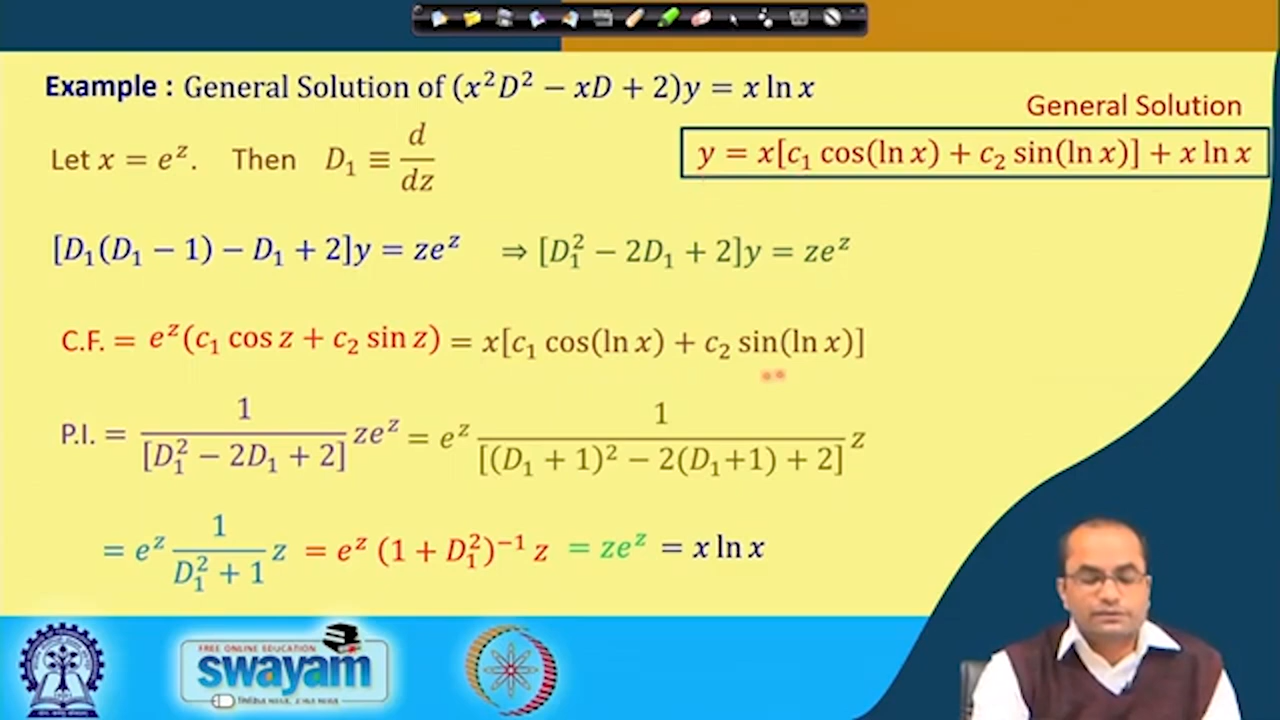 Example : General Solution of (x²D² − xD + 2)y = x ln x
General Solution
y = x[c₁ cos(ln x) + c₂ sin(ln x)] + x ln x
Let x = e^z. Then D₁ ≡ d/dz
[D₁(D₁ − 1) − D₁ + 2]y = ze^z ⇒ [D₁² − 2D₁ + 2]y = ze^z
C.F. = e^z(c₁ cos z + c₂ sin z) = x[c₁ cos(ln x) + c₂ sin(ln x)]
P.I. = 1/[D₁² − 2D₁ + 2] ze^z = e^z 1/[(D₁ + 1)² − 2(D₁+1) + 2] z
= e^z 1/(D₁² + 1) z = e^z (1 + D₁²)⁻¹ z = ze^z = x ln x
FREE ONLINE EDUCATION
swayam